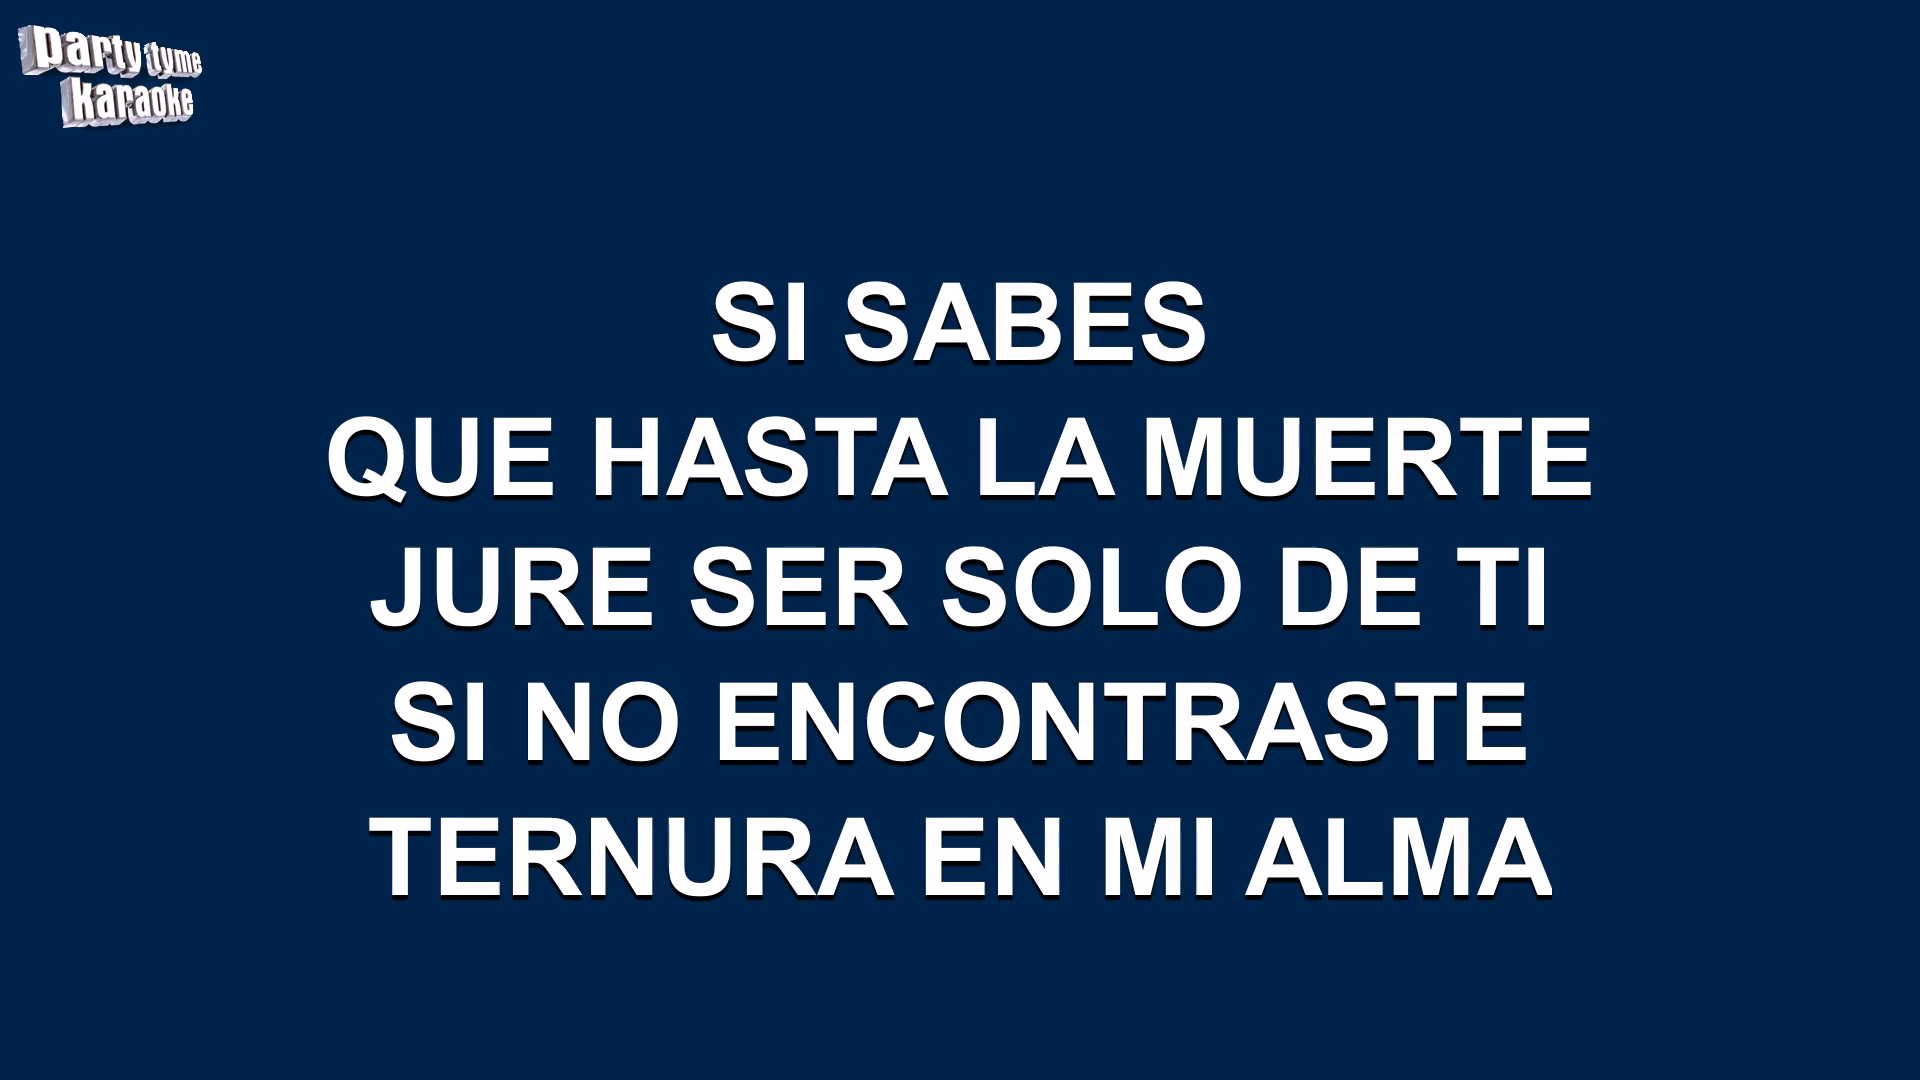 party tyme
karaoke
SI SABES
QUE HASTA LA MUERTE
JURE SER SOLO DE TI
SI NO ENCONTRASTE
TERNURA EN MI ALMA